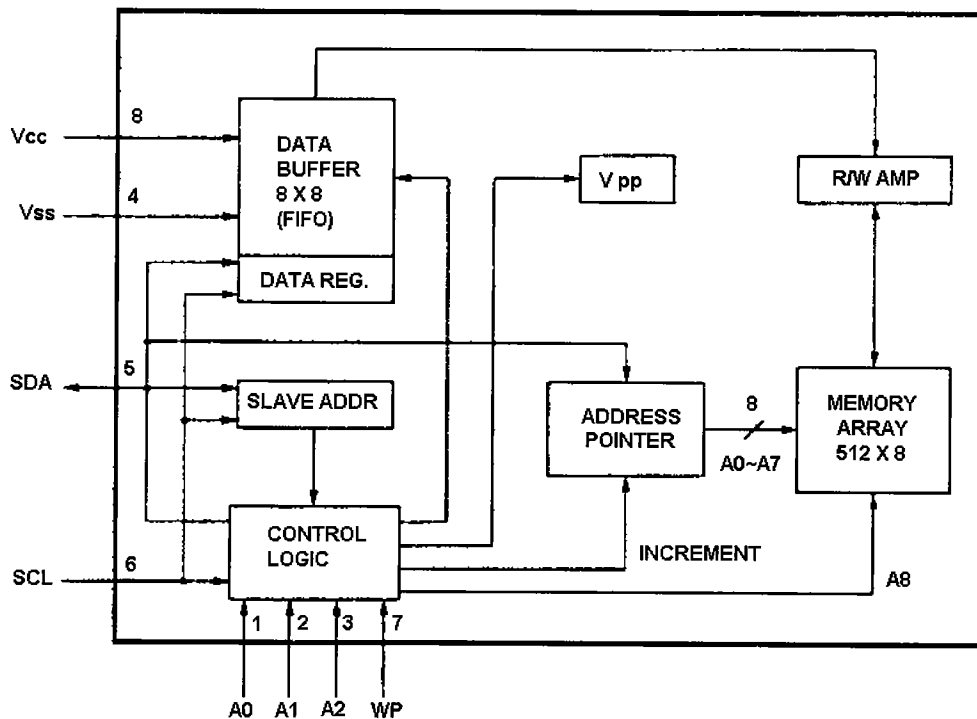 Vcc
8
DATA
BUFFER
8 X 8
(FIFO)
Vpp
R/W AMP
Vss
4
DATA REG.
SDA
5
SLAVE ADDR
ADDRESS
POINTER
8
A0~A7
MEMORY
ARRAY
512 X 8
CONTROL
LOGIC
INCREMENT
A8
SCL
6
1
2
3
7
A0
A1
A2
WP